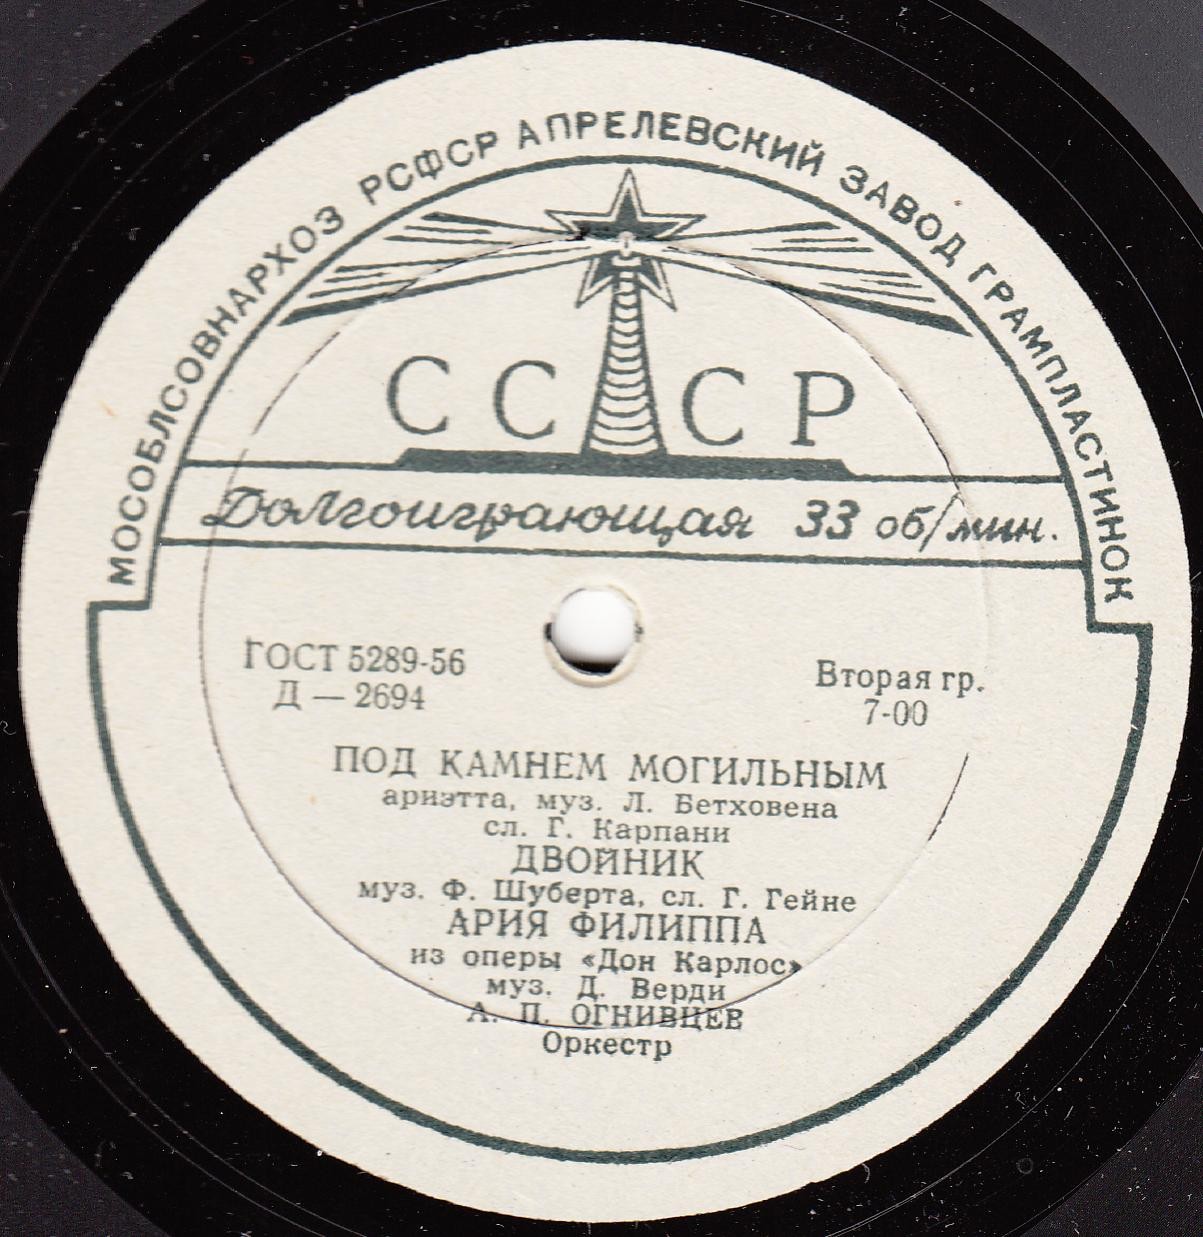 МОСОБЛСОВНАРХОЗ РСФСР АПРЕЛЕВСКИЙ ЗАВОД ГРАМПЛАСТИНОК
СССР
Долгоиграющая 33 об/мин.
ГОСТ 5289-56
Д — 2694
Вторая гр.
7-00
ПОД КАМНЕМ МОГИЛЬНЫМ
ариэтта, муз. Л. Бетховена
сл. Г. Карпани
ДВОЙНИК
муз. Ф. Шуберта, сл. Г. Гейне
АРИЯ ФИЛИППА
из оперы «Дон Карлос»
муз. Д. Верди
А. П. ОГНИВЦЕВ
Оркестр